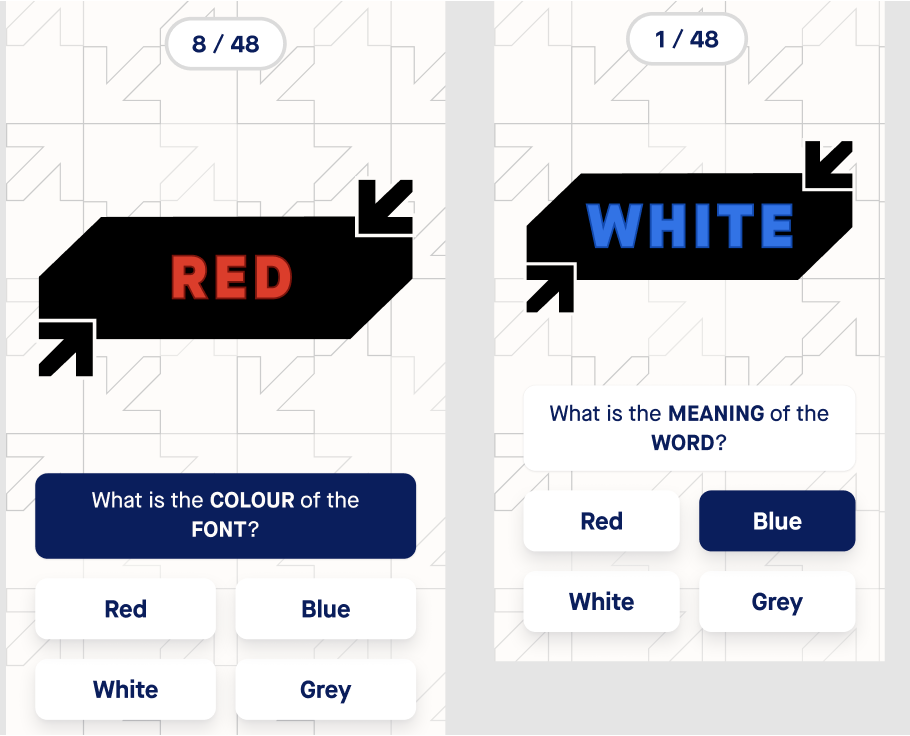 8 / 48
RED
What is the COLOUR of the
FONT?
Red
Blue
White
Grey
1 / 48
WHITE
What is the MEANING of the
WORD?
Red
Blue
White
Grey